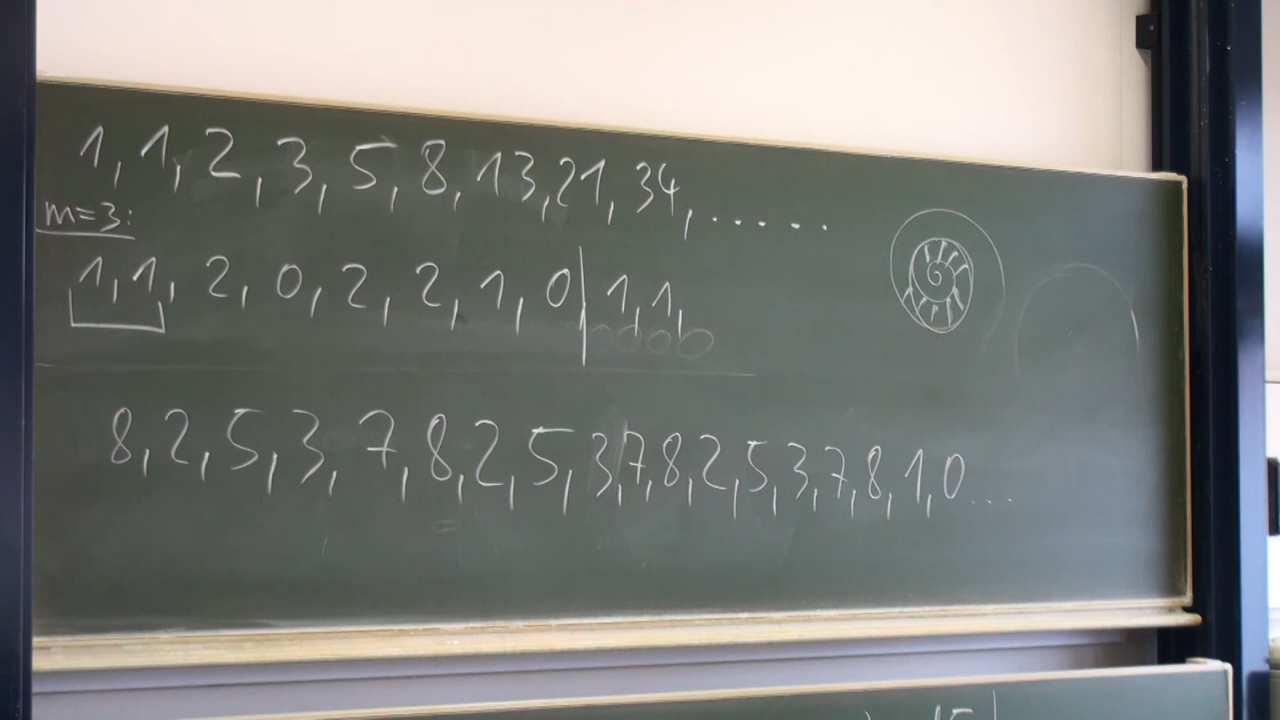 1, 1, 2, 3, 5, 8, 13, 21, 34, .....
m=3:
1, 1, 2, 0, 2, 2, 1, 0 | 1, 1,
8, 2, 5, 3, 7, 8, 2, 5, 3, 7, 8, 2, 5, 3, 7, 8, 1, 0 ...